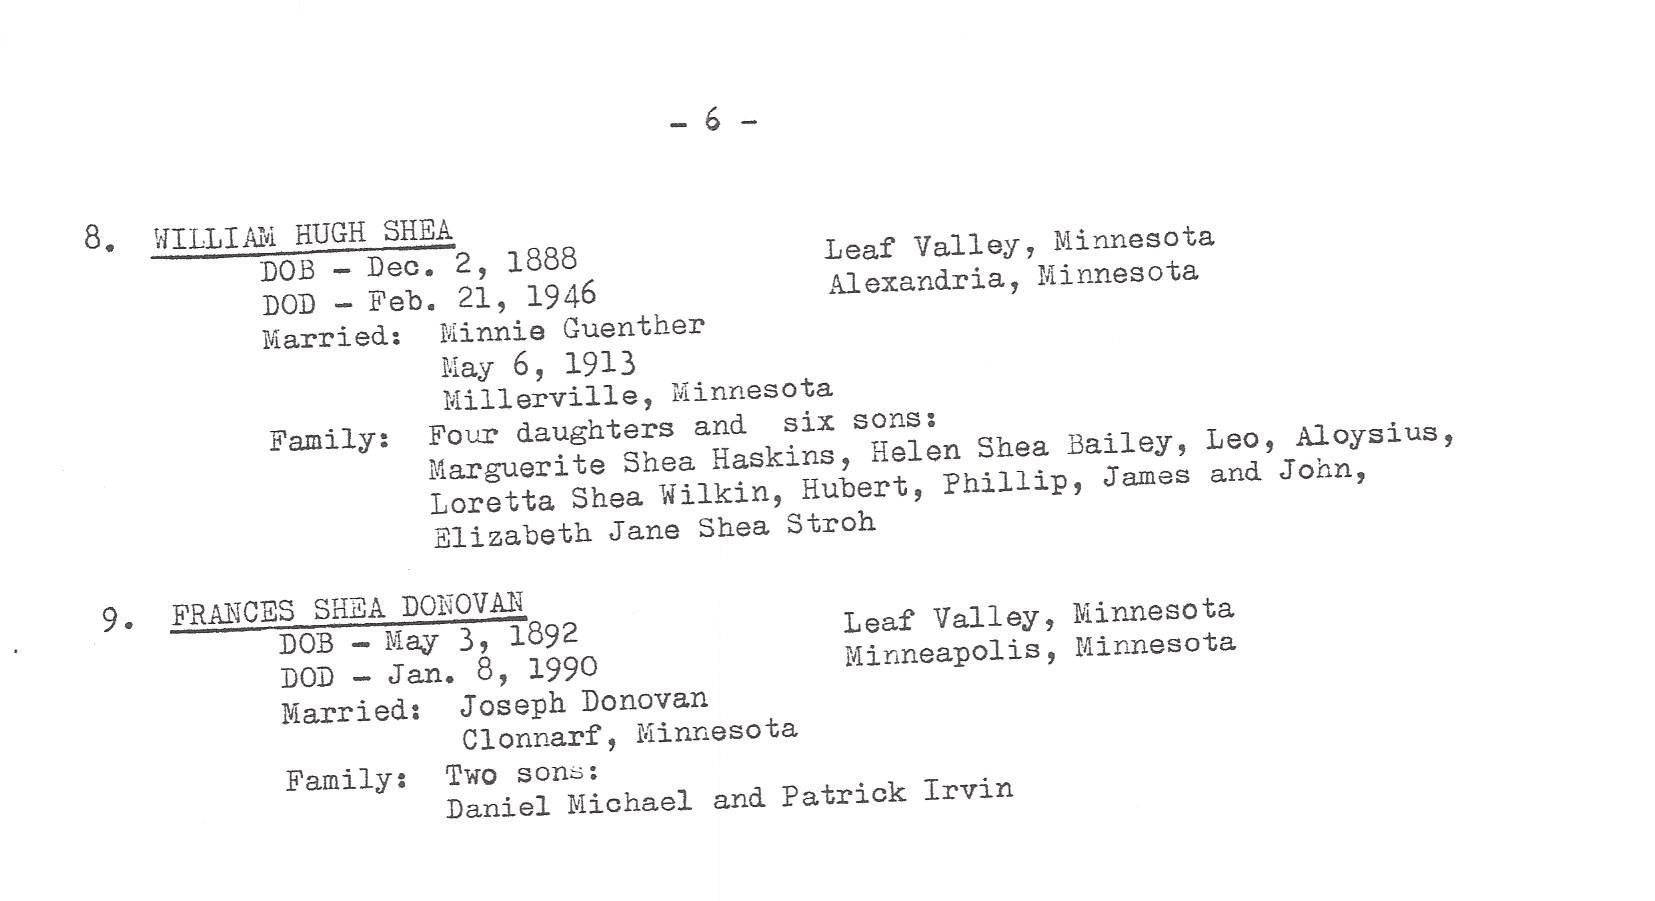 - 6 -
8. WILLIAM HUGH SHEA
DOB - Dec. 2, 1888 Leaf Valley, Minnesota
DOD - Feb. 21, 1946 Alexandria, Minnesota
Married: Minnie Guenther
May 6, 1913
Millerville, Minnesota
Family: Four daughters and six sons:
Marguerite Shea Haskins, Helen Shea Bailey, Leo, Aloysius,
Loretta Shea Wilkin, Hubert, Phillip, James and John,
Elizabeth Jane Shea Stroh
9. FRANCES SHEA DONOVAN
DOB - May 3, 1892 Leaf Valley, Minnesota
DOD - Jan. 8, 1990 Minneapolis, Minnesota
Married: Joseph Donovan
Clonnarf, Minnesota
Family: Two sons:
Daniel Michael and Patrick Irvin